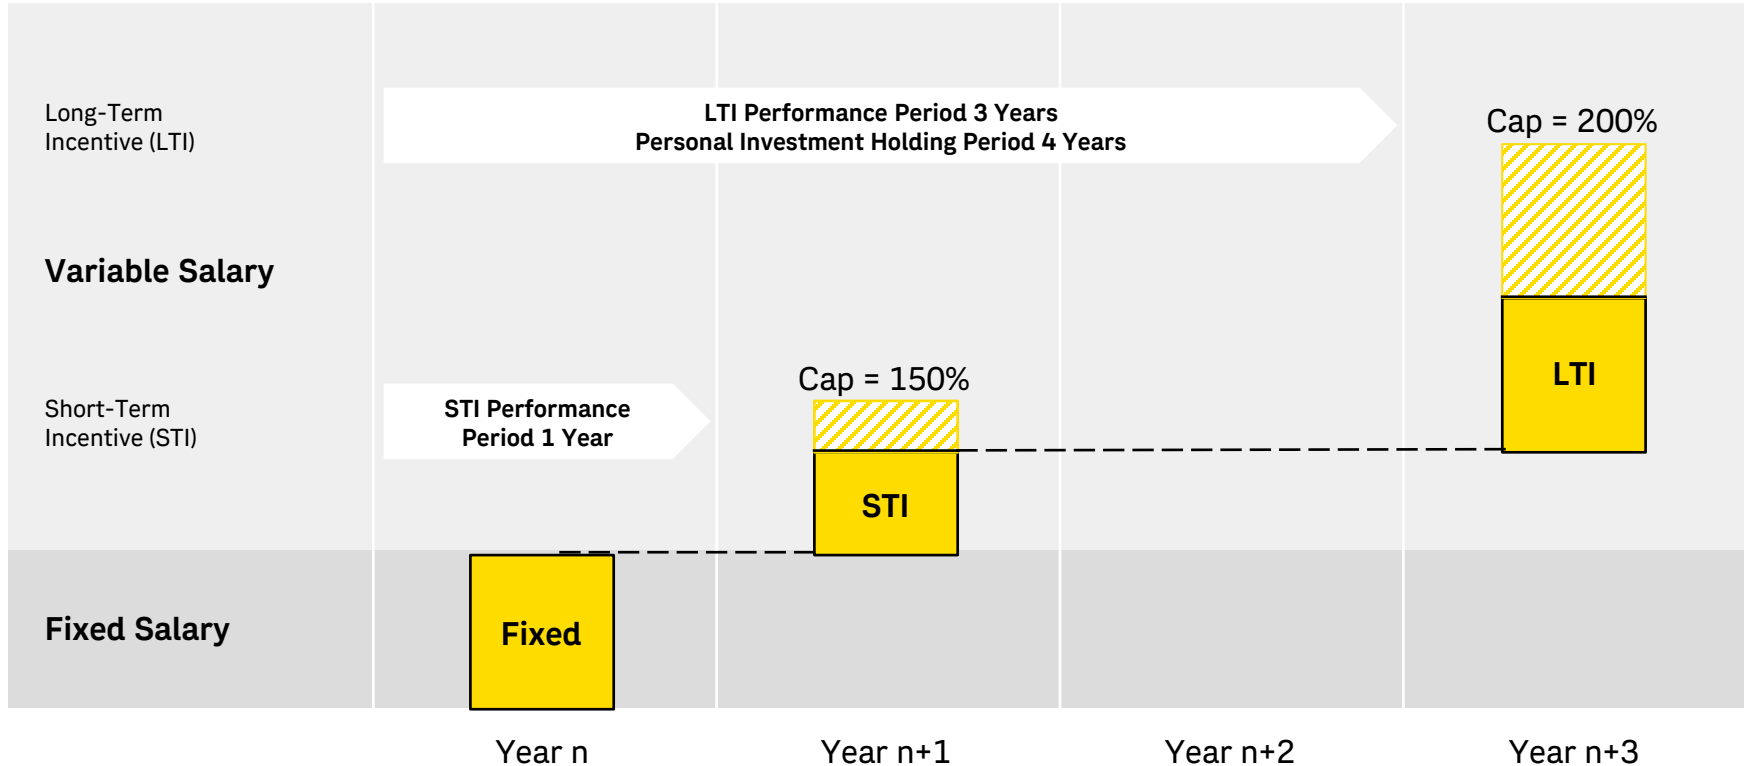 Long-Term
Incentive (LTI)
LTI Performance Period 3 Years
Personal Investment Holding Period 4 Years
Cap = 200%
Variable Salary
LTI
Cap = 150%
Short-Term
Incentive (STI)
STI Performance
Period 1 Year
STI
Fixed Salary
Fixed
Year n
Year n+1
Year n+2
Year n+3